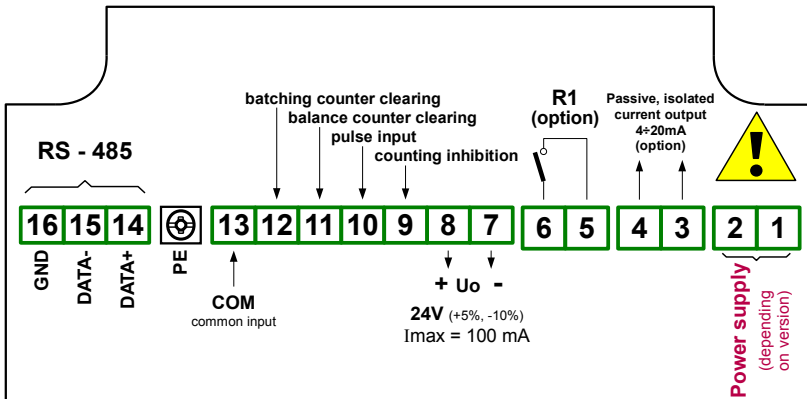 batching counter clearing
balance counter clearing
pulse input
counting inhibition
R1
(option)
Passive, isolated
current output
4÷20mA
(option)
!
RS - 485
16 15 14 13 12 11 10 9 8 7 6 5 4 3 2 1
GND
DATA-
DATA+
PE
COM
common input
+ Uo -
24V (+5%, -10%)
Imax = 100 mA
Power supply
(depending
on version)